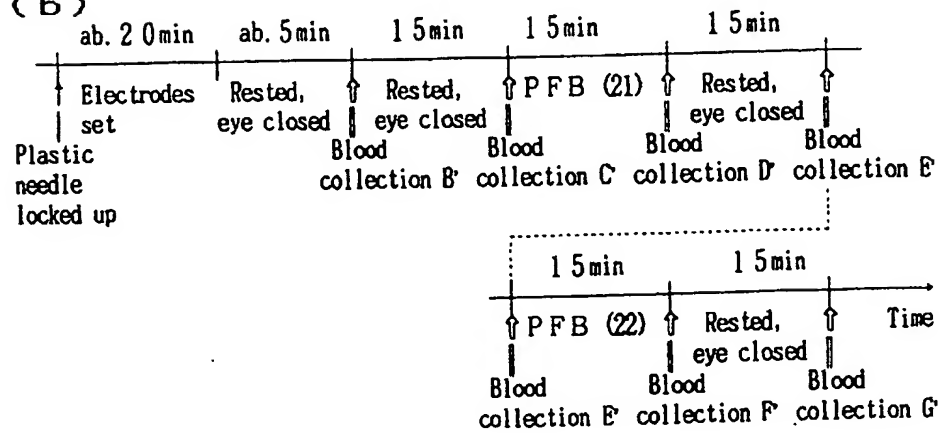 (B)
ab. 20min ab. 5min 15min 15min 15min
Electrodes set
Rested, eye closed
Rested, eye closed
PFB (21)
Rested, eye closed
Plastic needle locked up
Blood collection B'
Blood collection C'
Blood collection D'
Blood collection E'
15min 15min
PFB (22)
Rested, eye closed
Time
Blood collection E'
Blood collection F'
Blood collection G'